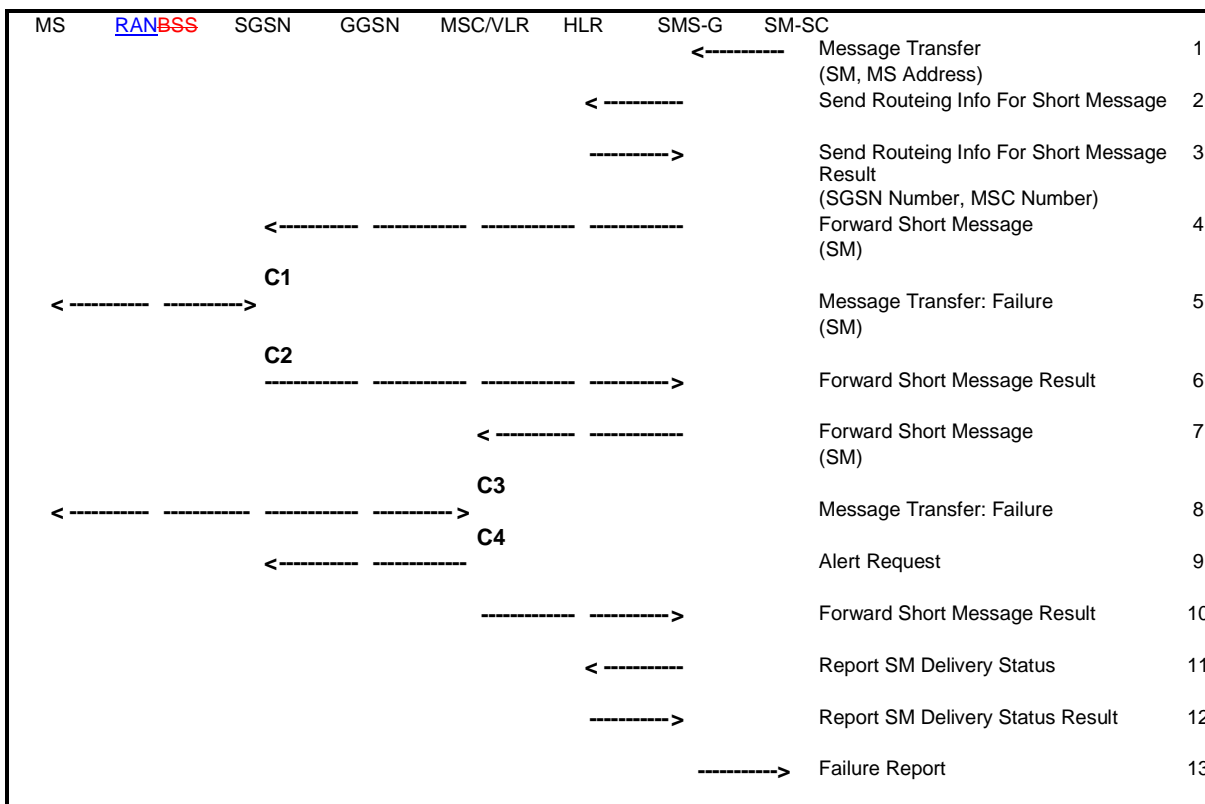 MS RANBSS SGSN GGSN MSC/VLR HLR SMS-G SM-SC
<----------- Message Transfer 1
(SM, MS Address)
< ----------- Send Routeing Info For Short Message 2
-----------> Send Routeing Info For Short Message 3
Result
(SGSN Number, MSC Number)
<----------- ------------- ------------- ------------- Forward Short Message 4
(SM)
C1
< ----------- -------------> Message Transfer: Failure 5
(SM)
C2
------------- ------------- ------------- -----------> Forward Short Message Result 6
< ----------- ------------- Forward Short Message 7
(SM)
C3
< ----------- ------------ ------------- ----------- > Message Transfer: Failure 8
C4
<----------- ------------- Alert Request 9
------------- -----------> Forward Short Message Result 10
< ----------- Report SM Delivery Status 11
-----------> Report SM Delivery Status Result 12
-----------> Failure Report 13